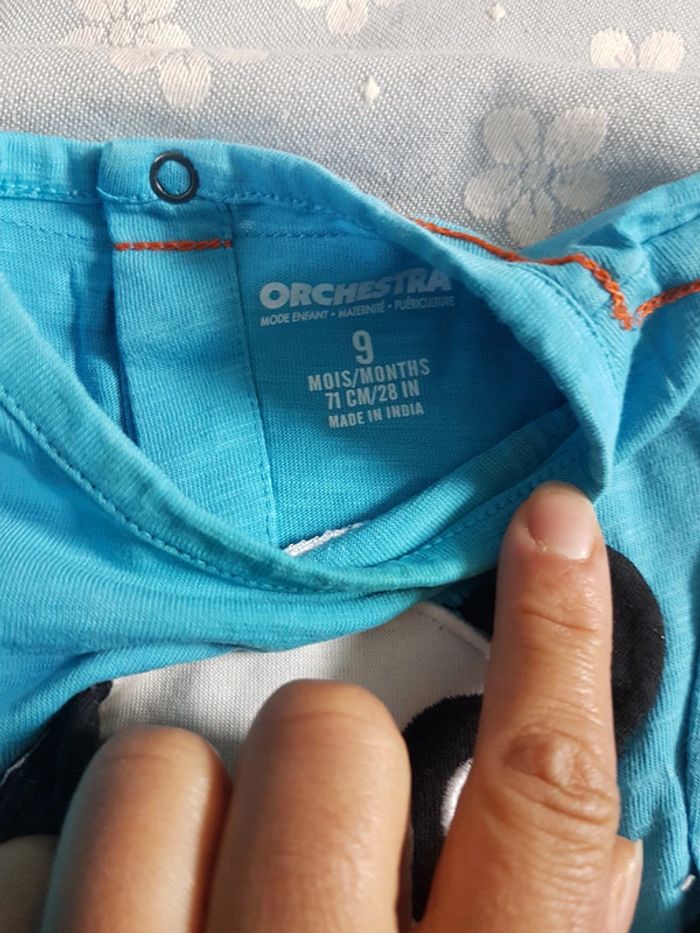 ORCHESTRA
MODE ENFANT • MATERNITÉ • PUÉRICULTURE
9
MOIS/MONTHS
71 CM/28 IN
MADE IN INDIA